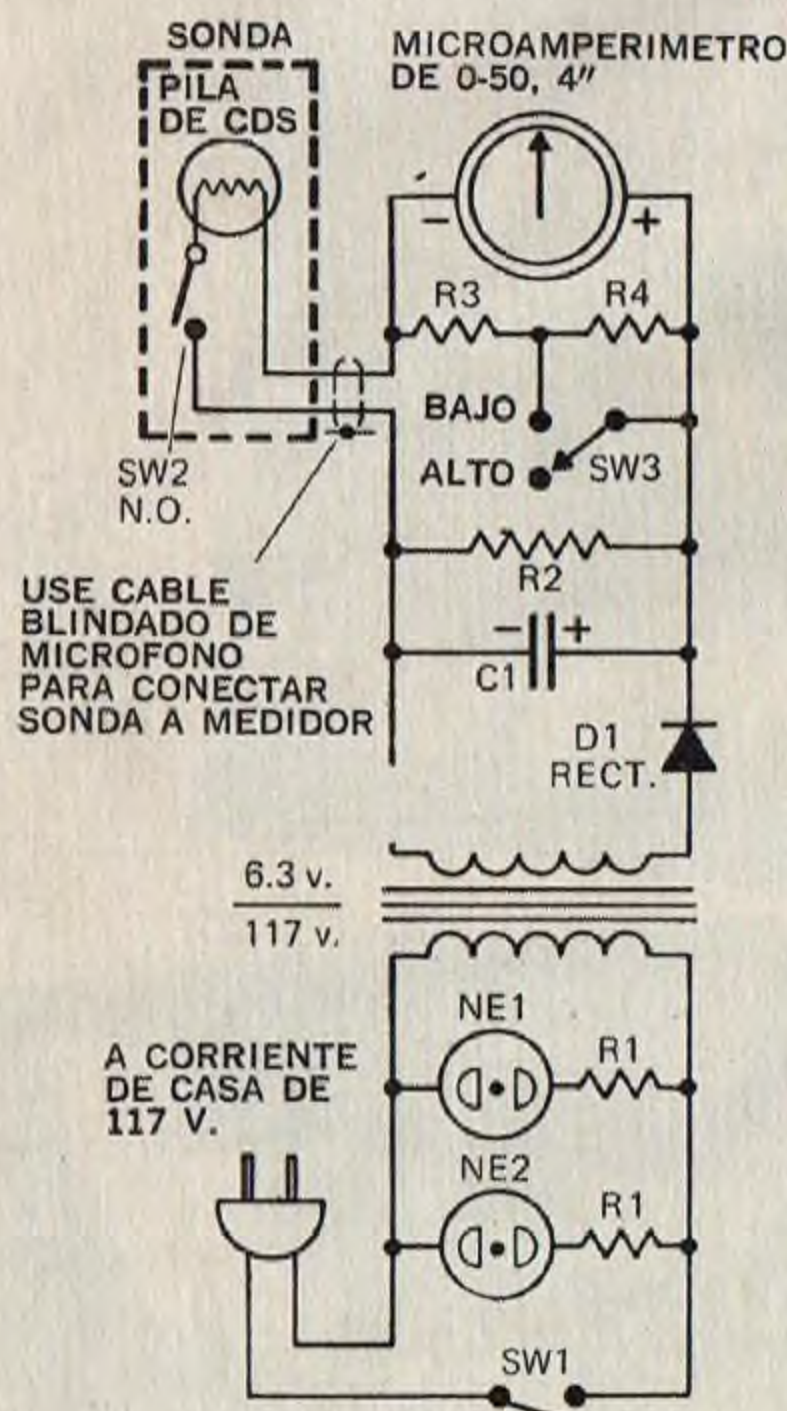 SONDA
PILA
DE CDS
MICROAMPERIMETRO
DE 0-50, 4"
-
+
R3
R4
BAJO
ALTO
SW3
SW2
N.O.
R2
USE CABLE
BLINDADO DE
MICROFONO
PARA CONECTAR
SONDA A MEDIDOR
- +
C1
D1
RECT.
6.3 v.
117 v.
NE1
R1
A CORRIENTE
DE CASA DE
117 V.
NE2
R1
SW1